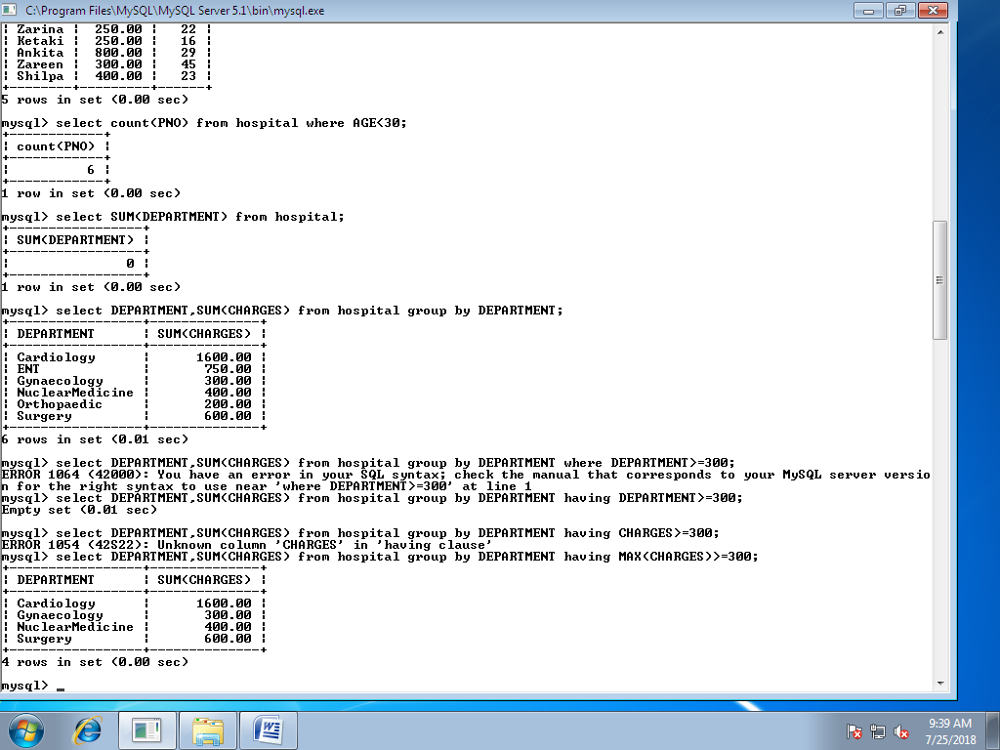 C:\Program Files\MySQL\MySQL Server 5.1\bin\mysql.exe
| Zarina | 250.00 | 22 |
| Ketaki | 250.00 | 16 |
| Ankita | 800.00 | 29 |
| Zareen | 300.00 | 45 |
| Shilpa | 400.00 | 23 |
+--------+---------+------+
5 rows in set (0.00 sec)
mysql> select count(PNO) from hospital where AGE<30;
+------------+
| count(PNO) |
+------------+
| 6 |
+------------+
1 row in set (0.00 sec)
mysql> select SUM(DEPARTMENT) from hospital;
+-----------------+
| SUM(DEPARTMENT) |
+-----------------+
| 0 |
+-----------------+
1 row in set (0.00 sec)
mysql> select DEPARTMENT,SUM(CHARGES) from hospital group by DEPARTMENT;
+-----------------+--------------+
| DEPARTMENT | SUM(CHARGES) |
+-----------------+--------------+
| Cardiology | 1600.00 |
| ENT | 750.00 |
| Gynaecology | 300.00 |
| NuclearMedicine | 400.00 |
| Orthopaedic | 200.00 |
| Surgery | 600.00 |
+-----------------+--------------+
6 rows in set (0.01 sec)
mysql> select DEPARTMENT,SUM(CHARGES) from hospital group by DEPARTMENT where DEPARTMENT>=300;
ERROR 1064 (42000): You have an error in your SQL syntax; check the manual that corresponds to your MySQL server versio
n for the right syntax to use near 'where DEPARTMENT>=300' at line 1
mysql> select DEPARTMENT,SUM(CHARGES) from hospital group by DEPARTMENT having DEPARTMENT>=300;
Empty set (0.01 sec)
mysql> select DEPARTMENT,SUM(CHARGES) from hospital group by DEPARTMENT having CHARGES>=300;
ERROR 1054 (42S22): Unknown column 'CHARGES' in 'having clause'
mysql> select DEPARTMENT,SUM(CHARGES) from hospital group by DEPARTMENT having MAX(CHARGES)>=300;
+-----------------+--------------+
| DEPARTMENT | SUM(CHARGES) |
+-----------------+--------------+
| Cardiology | 1600.00 |
| Gynaecology | 300.00 |
| NuclearMedicine | 400.00 |
| Surgery | 600.00 |
+-----------------+--------------+
4 rows in set (0.00 sec)
mysql> _
9:39 AM
7/25/2018